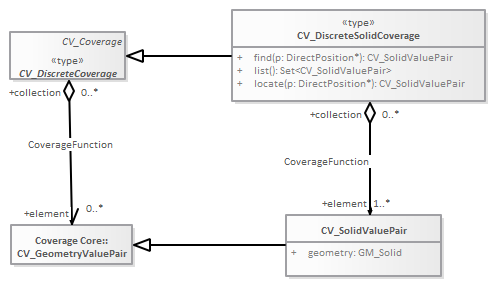 CV_Coverage
«type»
CV_DiscreteCoverage
«type»
CV_DiscreteSolidCoverage
+ find(p: DirectPosition*): CV_SolidValuePair
+ list(): Set<CV_SolidValuePair>
+ locate(p: DirectPosition*): CV_SolidValuePair
+collection 0..*
+collection 0..*
CoverageFunction
CoverageFunction
+element 0..*
+element 1..*
Coverage Core::
CV_GeometryValuePair
CV_SolidValuePair
+ geometry: GM_Solid